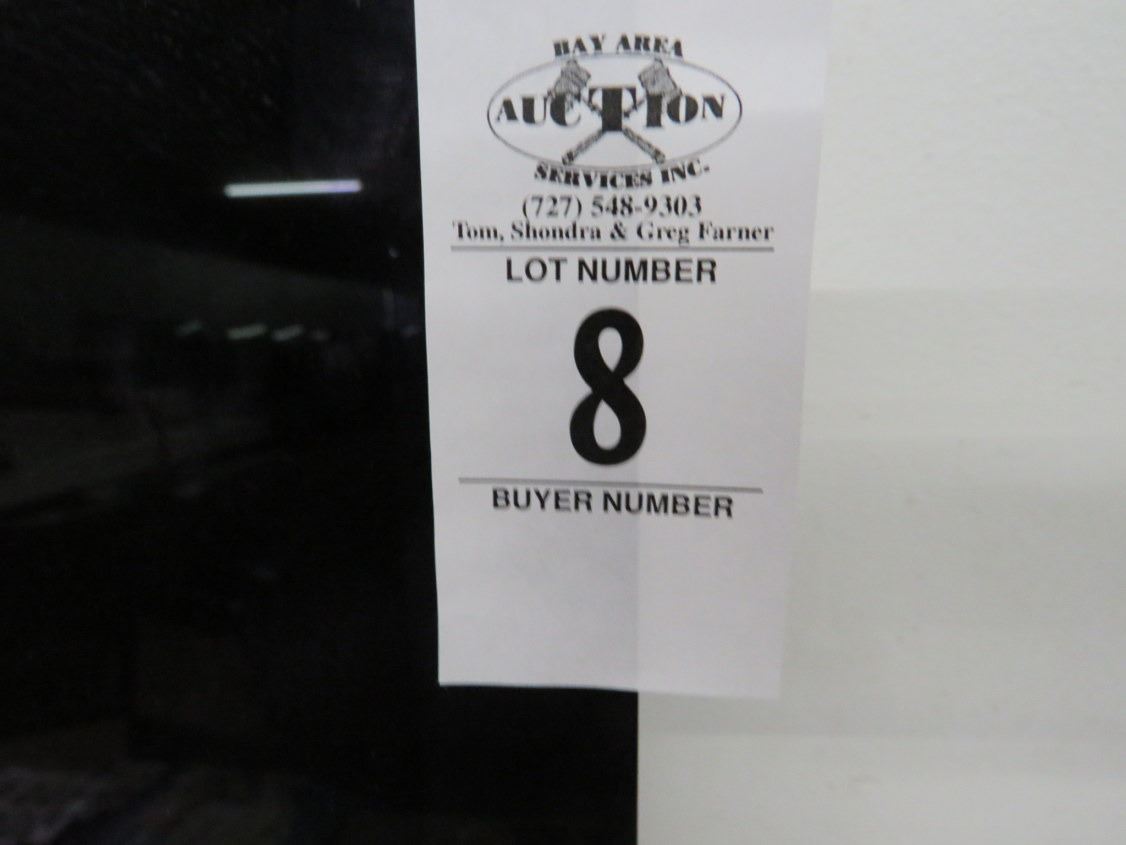 BAY AREA
AUCTION
SERVICES INC.
(727) 548-9303
Tom, Shondra & Greg Farner
LOT NUMBER
8
BUYER NUMBER